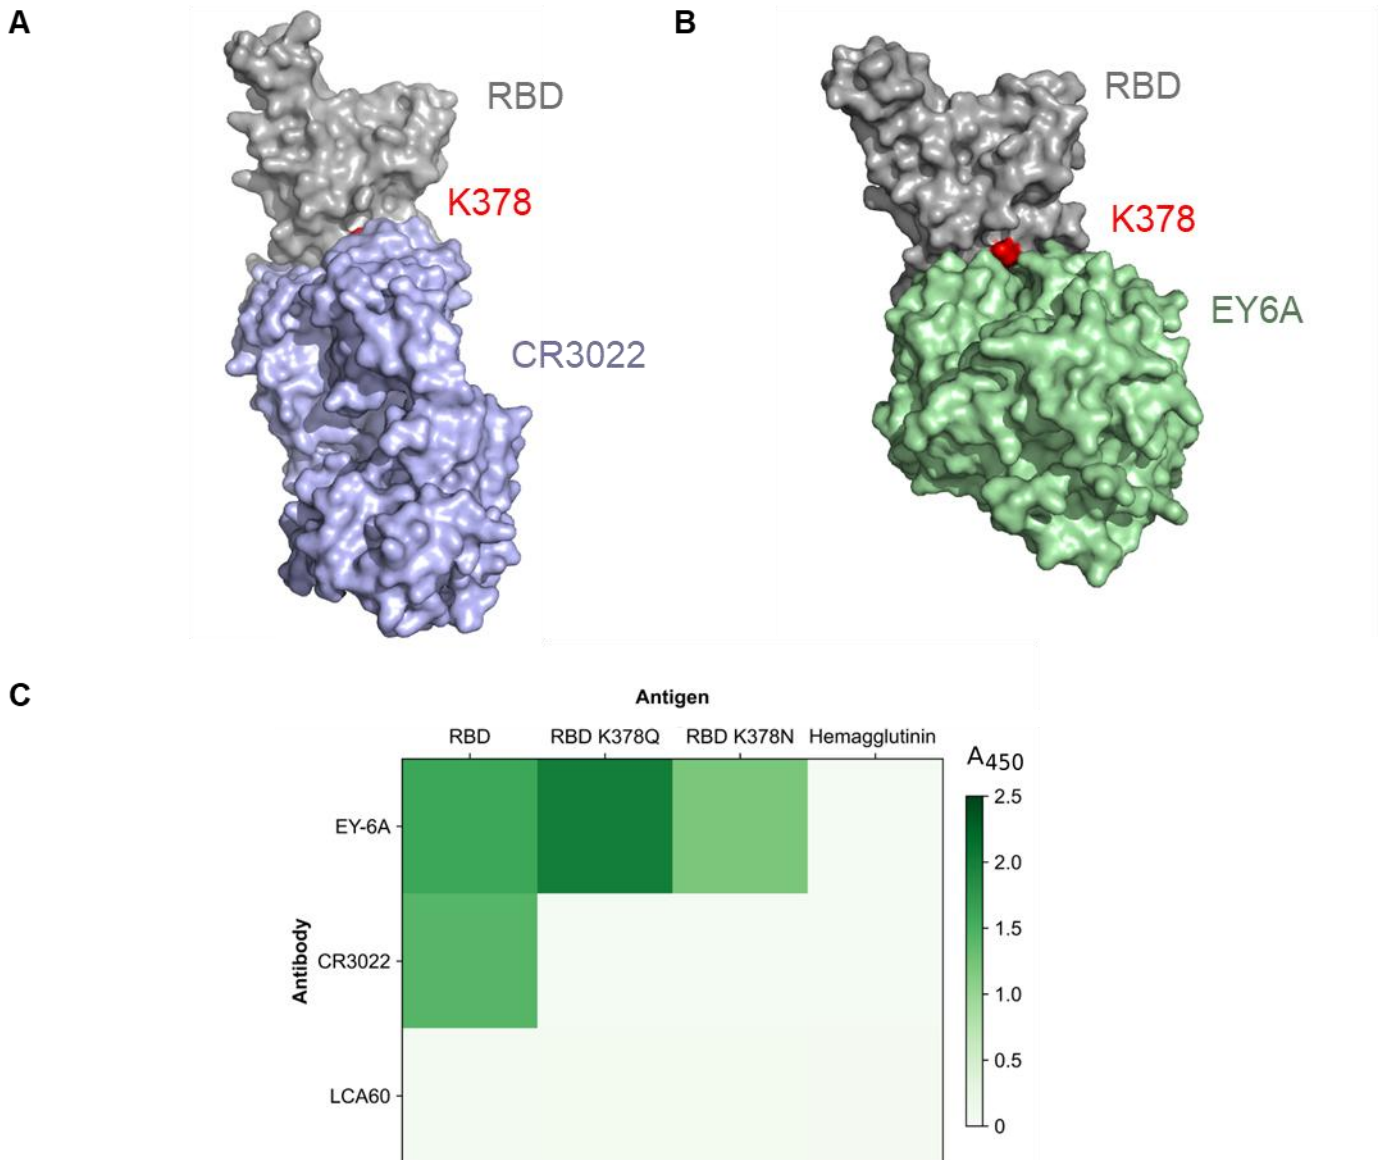 A
B
RBD
K378
CR3022
RBD
K378
EY6A
C
Antigen
RBD RBD K378Q RBD K378N Hemagglutinin
A450
Antibody
EY-6A
CR3022
LCA60
2.5
2.0
1.5
1.0
0.5
0